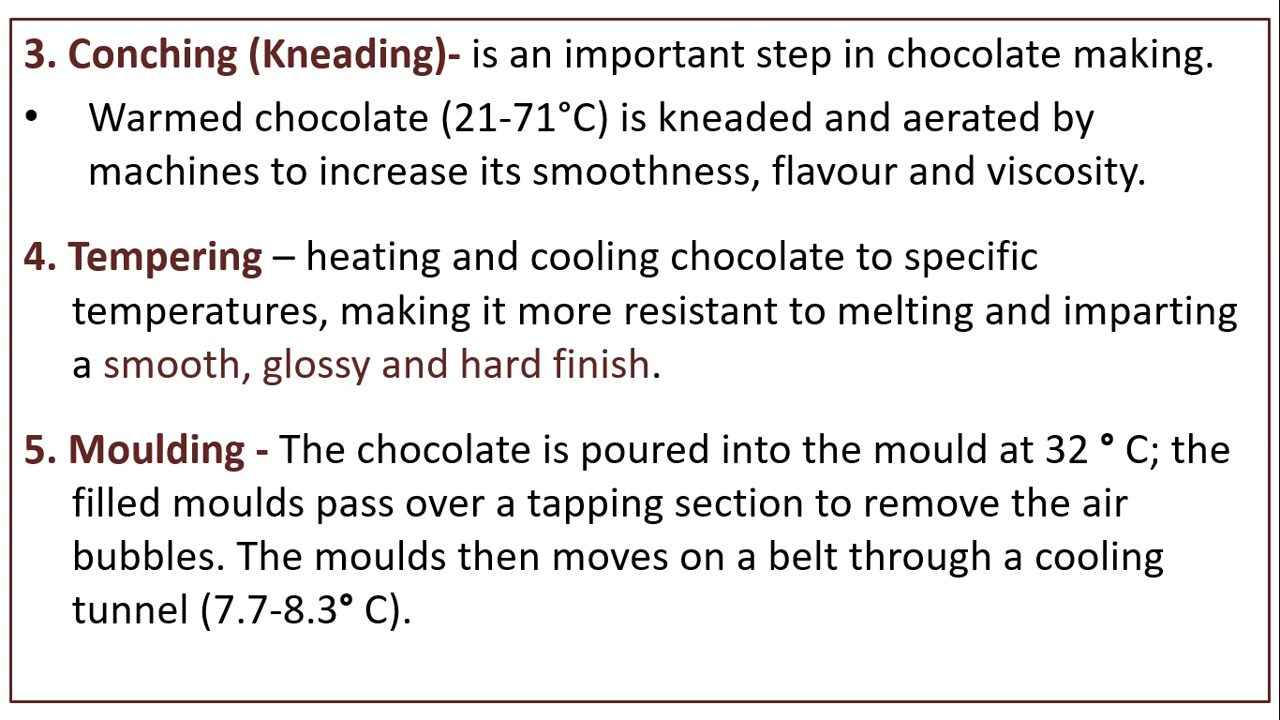 3. Conching (Kneading)- is an important step in chocolate making.
• Warmed chocolate (21-71°C) is kneaded and aerated by
machines to increase its smoothness, flavour and viscosity.
4. Tempering – heating and cooling chocolate to specific
temperatures, making it more resistant to melting and imparting
a smooth, glossy and hard finish.
5. Moulding - The chocolate is poured into the mould at 32 ° C; the
filled moulds pass over a tapping section to remove the air
bubbles. The moulds then moves on a belt through a cooling
tunnel (7.7-8.3° C).